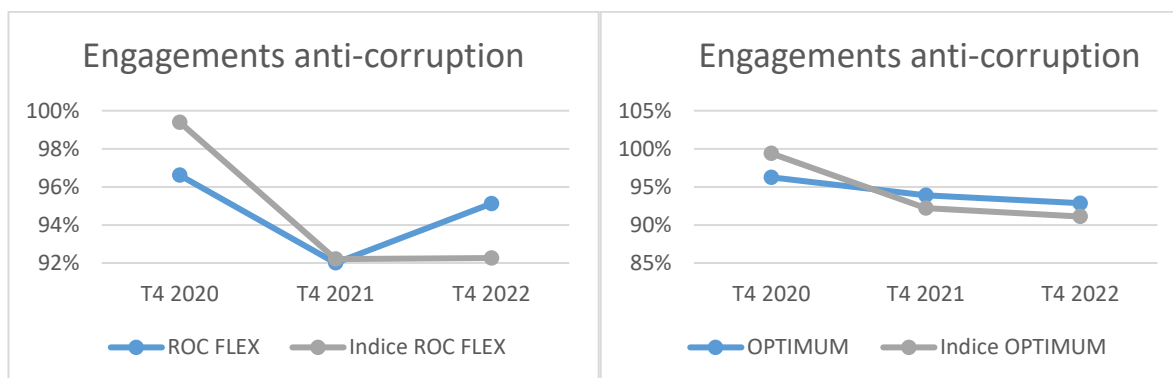 Engagements anti-corruption
100%
98%
96%
94%
92%
T4 2020
T4 2021
T4 2022
ROC FLEX
Indice ROC FLEX
Engagements anti-corruption
105%
100%
95%
90%
85%
T4 2020
T4 2021
T4 2022
OPTIMUM
Indice OPTIMUM